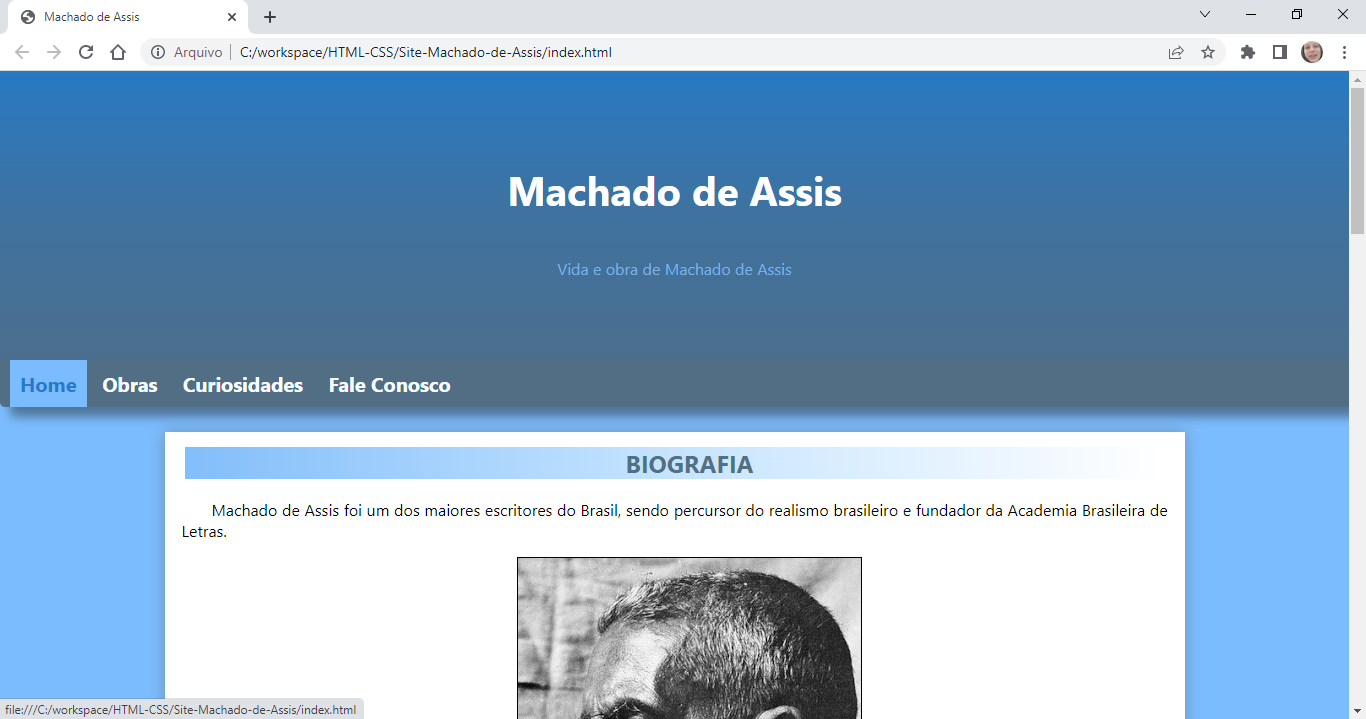 Machado de Assis
Arquivo | C:/workspace/HTML-CSS/Site-Machado-de-Assis/index.html
Machado de Assis
Vida e obra de Machado de Assis
Home Obras Curiosidades Fale Conosco
BIOGRAFIA
Machado de Assis foi um dos maiores escritores do Brasil, sendo percursor do realismo brasileiro e fundador da Academia Brasileira de
Letras.
file:///C:/workspace/HTML-CSS/Site-Machado-de-Assis/index.html